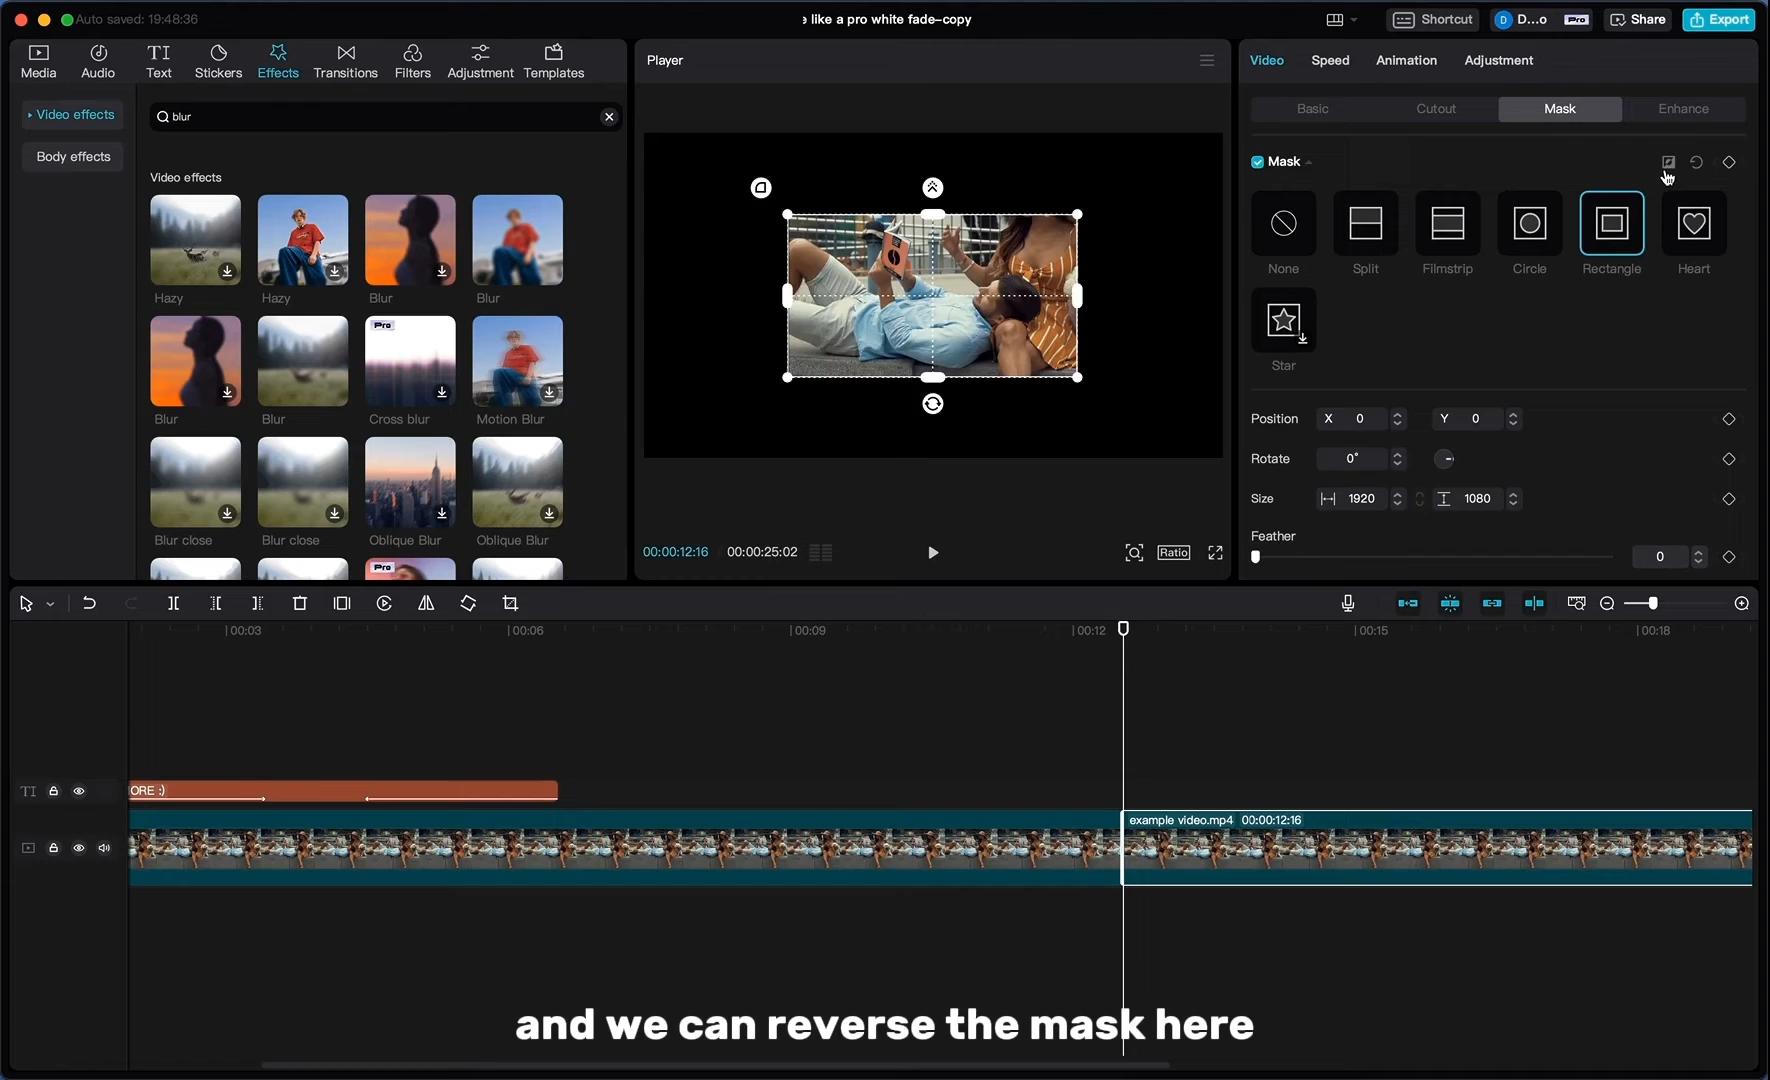 Auto saved: 19:48:36
e like a pro white fade-copy
Shortcut
D...o
Pro
Share
Export
Media
Audio
Text
Stickers
Effects
Transitions
Filters
Adjustment
Templates
Video effects
Body effects
blur
Video effects
Hazy
Hazy
Blur
Blur
Blur
Blur
Pro
Cross blur
Motion Blur
Blur close
Blur close
Oblique Blur
Oblique Blur
Pro
Player
00:00:12:16
00:00:25:02
Ratio
Video
Speed
Animation
Adjustment
Basic
Cutout
Mask
Enhance
Mask
None
Split
Filmstrip
Circle
Rectangle
Heart
Star
Position X 0 Y 0
Rotate 0°
Size 1920 1080
Feather
0
00:03
00:06
00:09
00:12
00:15
00:18
TI
ORE :)
example video.mp4 00:00:12:16
and we can reverse the mask here